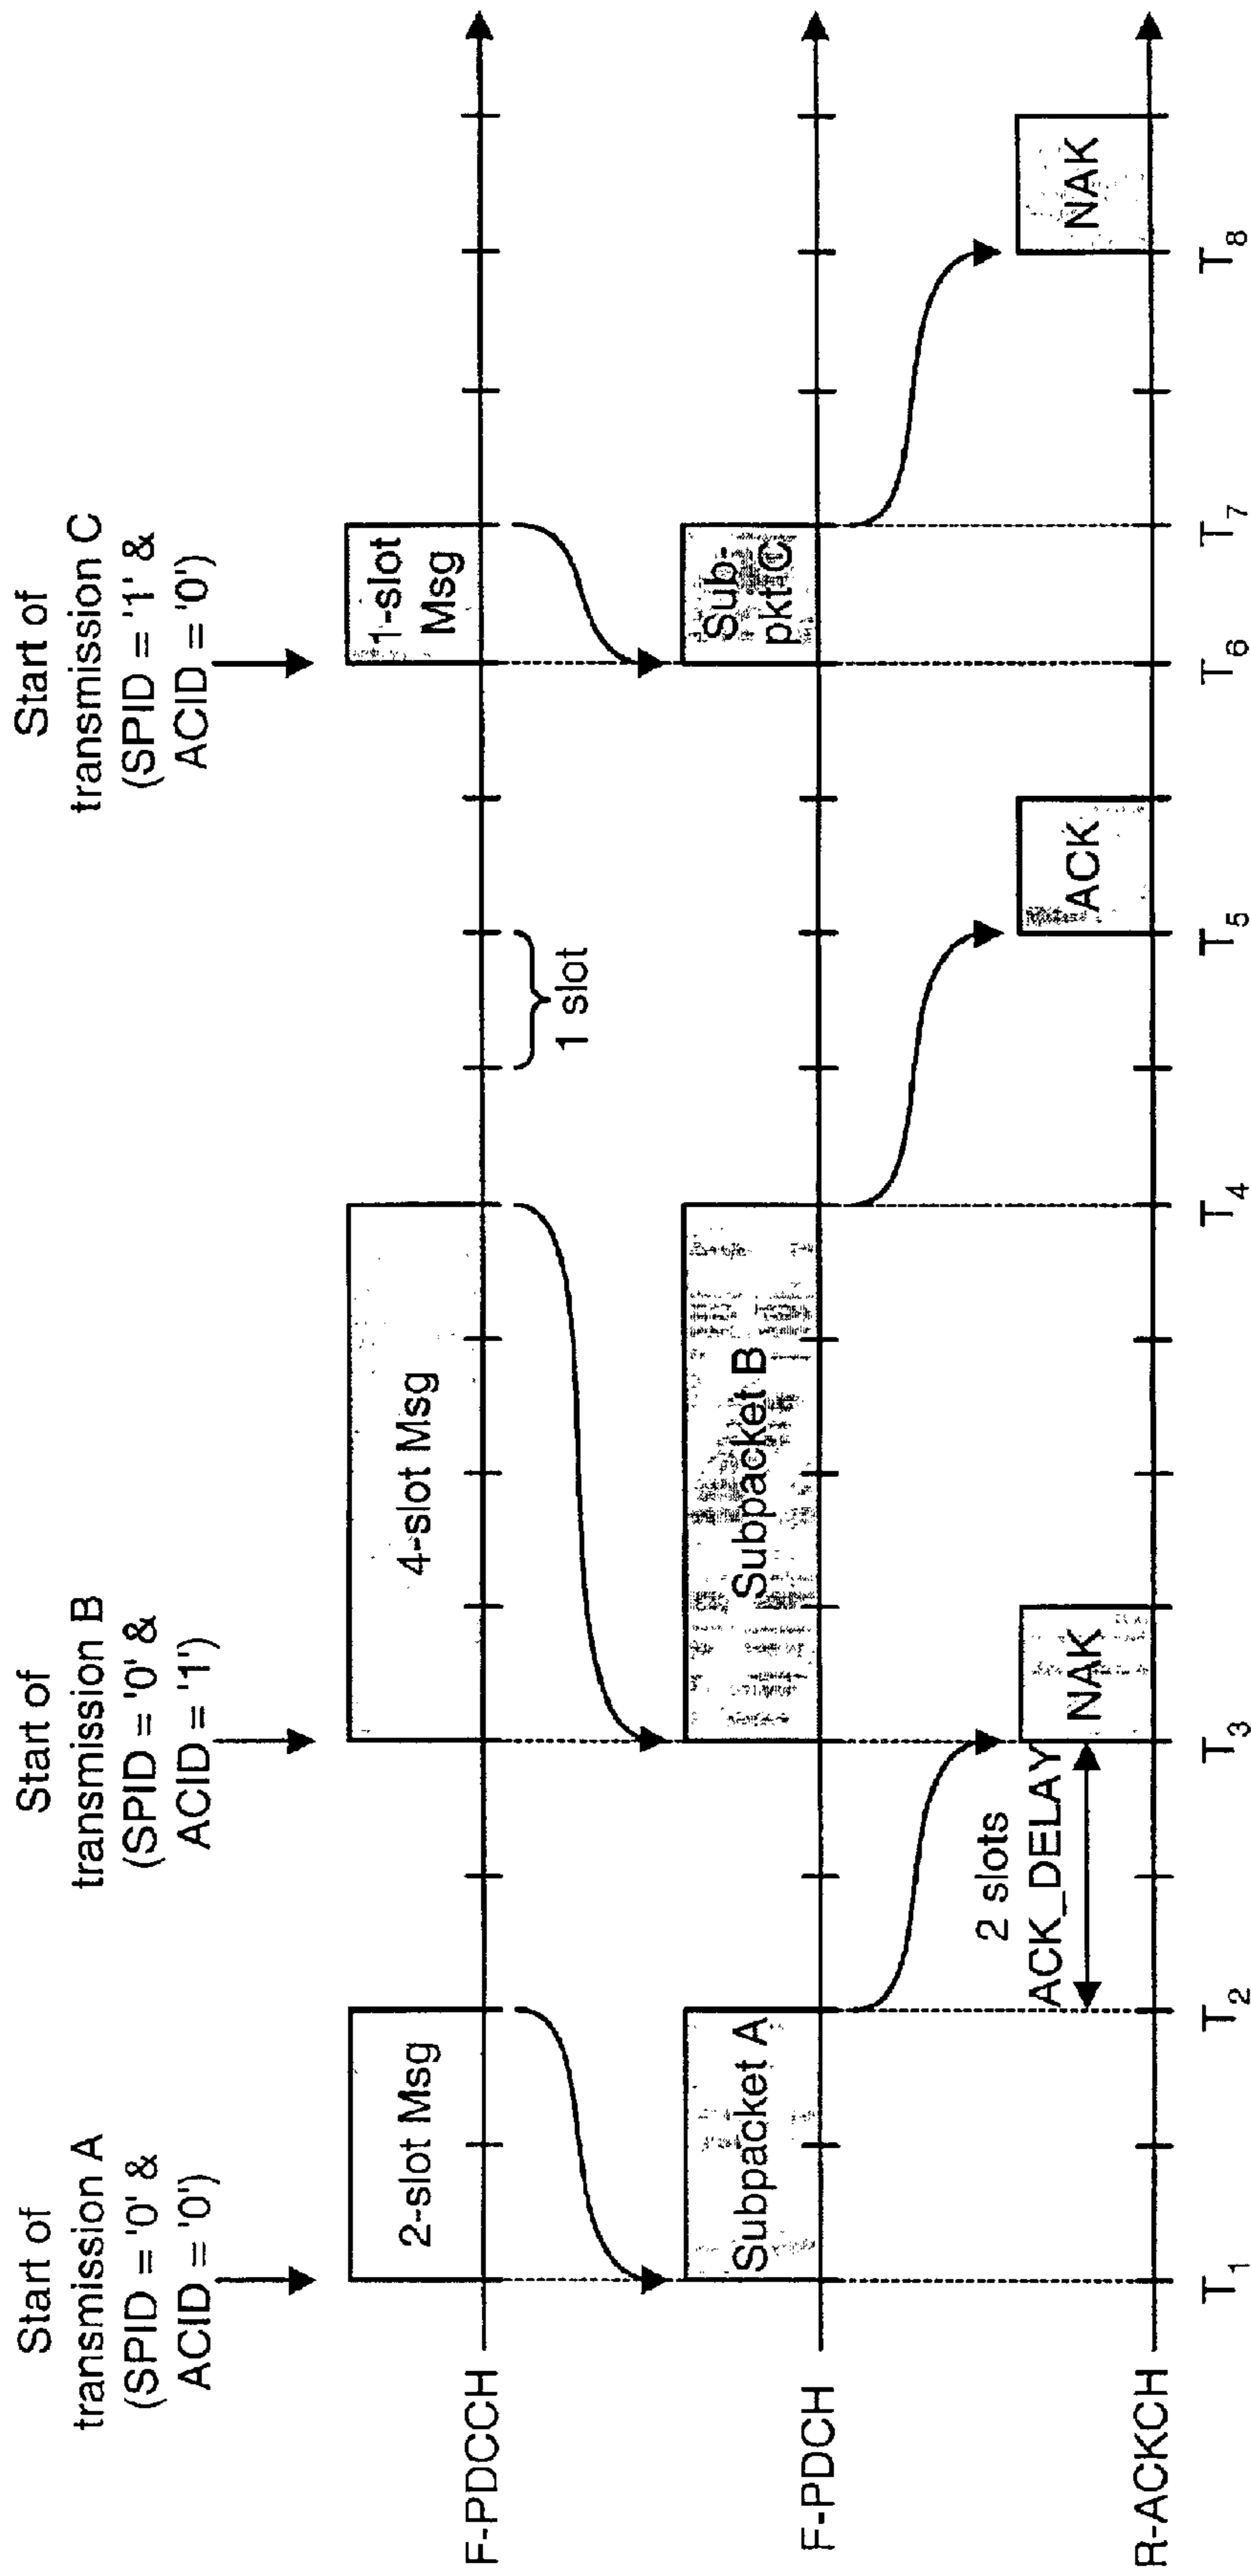 Start of
transmission A
(SPID = '0' &
ACID = '0')
Start of
transmission B
(SPID = '0' &
ACID = '1')
Start of
transmission C
(SPID = '1' &
ACID = '0')
F-PDCCH
2-slot Msg
4-slot Msg
1-slot
Msg
1 slot
F-PDCH
Subpacket A
Subpacket B
Sub-
pkt C
2 slots
ACK_DELAY
R-ACKCH
NAK
ACK
NAK
T1
T2
T3
T4
T5
T6
T7
T8